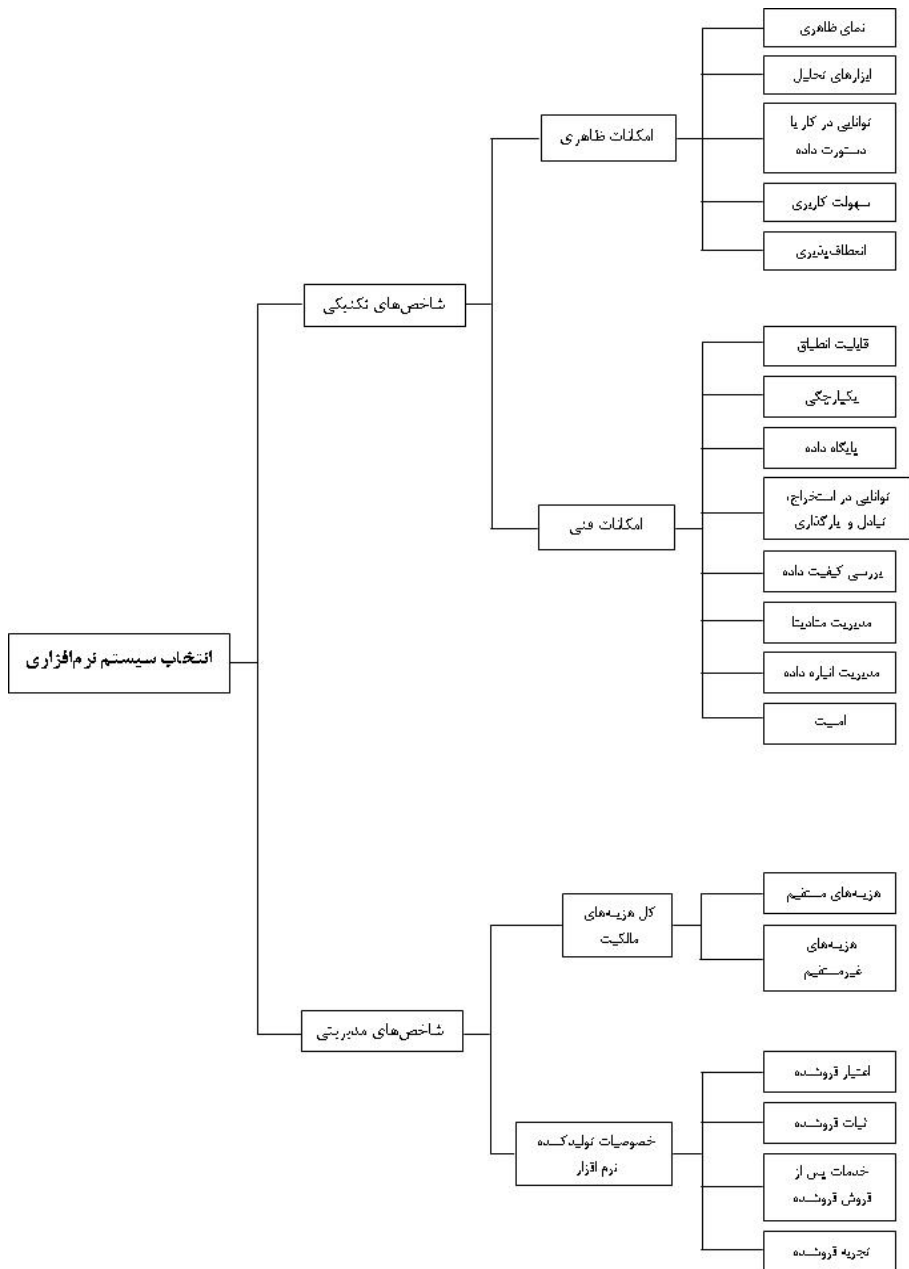 نمای ظاهری
ابزارهای تحلیل
توانایی در کار با
دستورت داده
سهولت کاربری
انعطاف‌پذیری
امکانات ظاهری
شاخص‌های تکنیکی
قابلیت انطباق
یکپارچگی
پایگاه داده
توانایی در استخراج،
تبادل و بارگذاری
بررسی کیفیت داده
مدیریت متادیتا
مدیریت انباره داده
امنیت
امکانات فنی
انتخاب سیستم نرم‌افزاری
هزینه‌های مستقیم
هزینه‌های
غیرمستقیم
کل هزینه‌های
مالکیت
شاخص‌های مدیریتی
اعتبار فروشنده
ثبات فروشنده
خدمات پس از
فروش فروشنده
تجربه فروشنده
خصوصیات تولیدکننده
نرم افزار